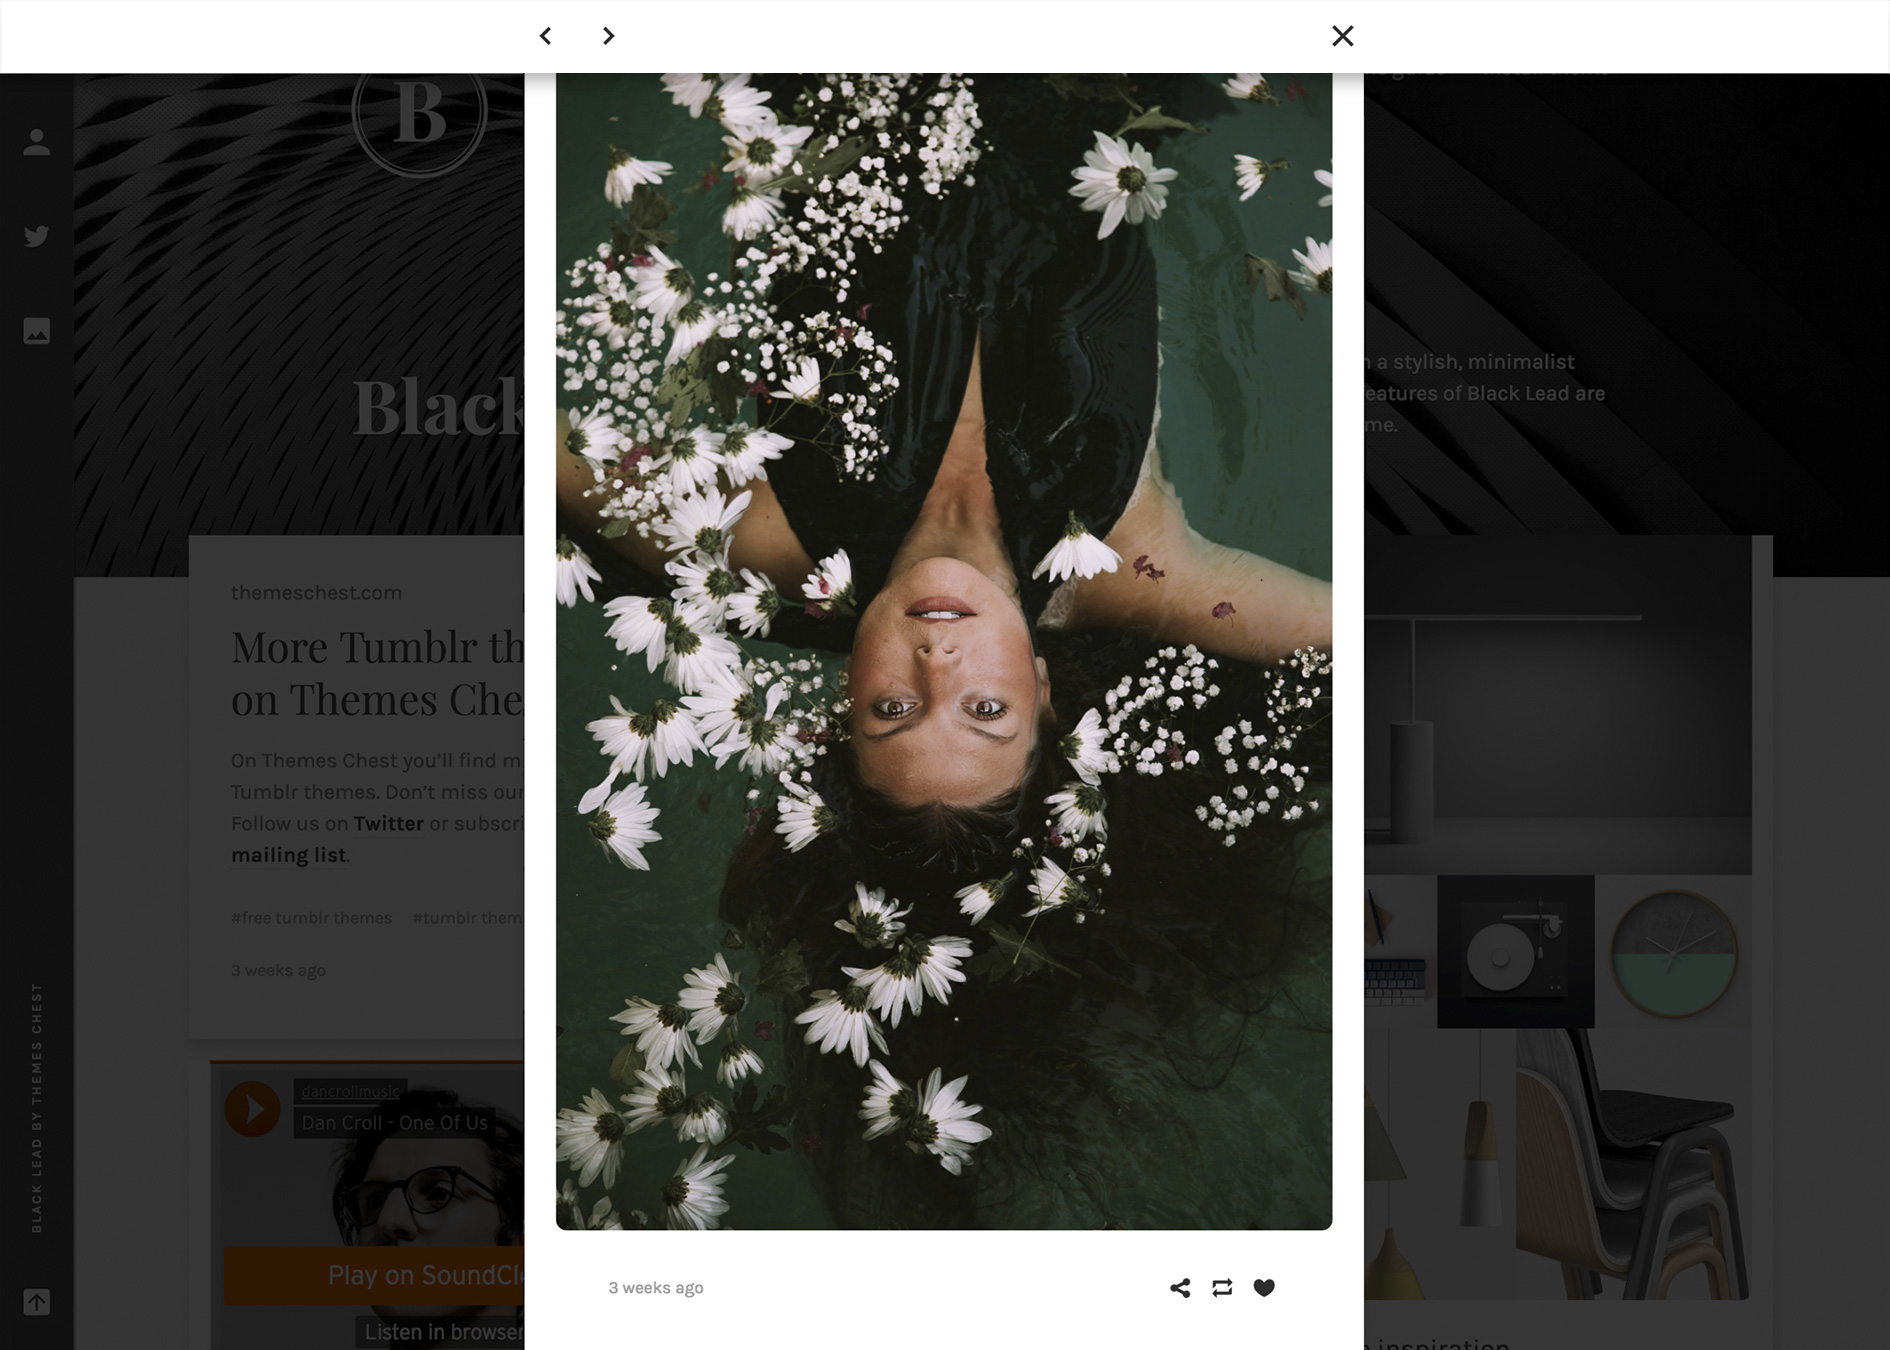 B
Black
a stylish, minimalist
eatures of Black Lead are
me.
themeschest.com
More Tumblr th
on Themes Che
On Themes Chest you'll find m
Tumblr themes. Don't miss our
Follow us on Twitter or subscri
mailing list.
#free tumblr themes #tumblr them
3 weeks ago
BLACK LEAD BY THEMES CHEST
dancrollmusic
Dan Croll - One Of Us
Play on SoundClo
Listen in browser
3 weeks ago
inspiration